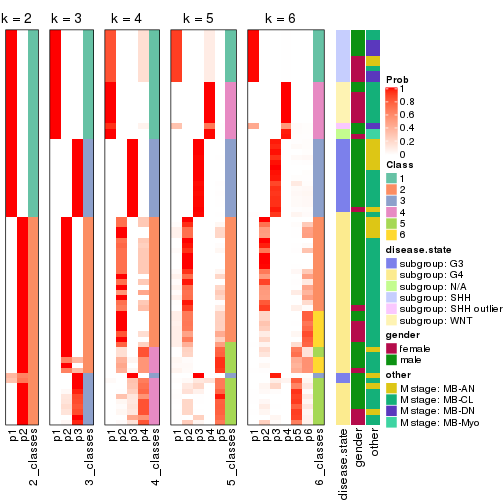 k = 2 k = 3 k = 4 k = 5 k = 6
Prob
1
0.8
0.6
0.4
0.2
0
Class
1
2
3
4
5
6
disease.state
subgroup: G3
subgroup: G4
subgroup: N/A
subgroup: SHH
subgroup: SHH outlier
subgroup: WNT
gender
female
male
other
M stage: MB-AN
M stage: MB-CL
M stage: MB-DN
M stage: MB-Myo
p1
p2
2_classes
p1
p2
p3
3_classes
p1
p2
p3
p4
4_classes
p1
p2
p3
p4
p5
5_classes
p1
p2
p3
p4
p5
p6
6_classes
disease.state
gender
other